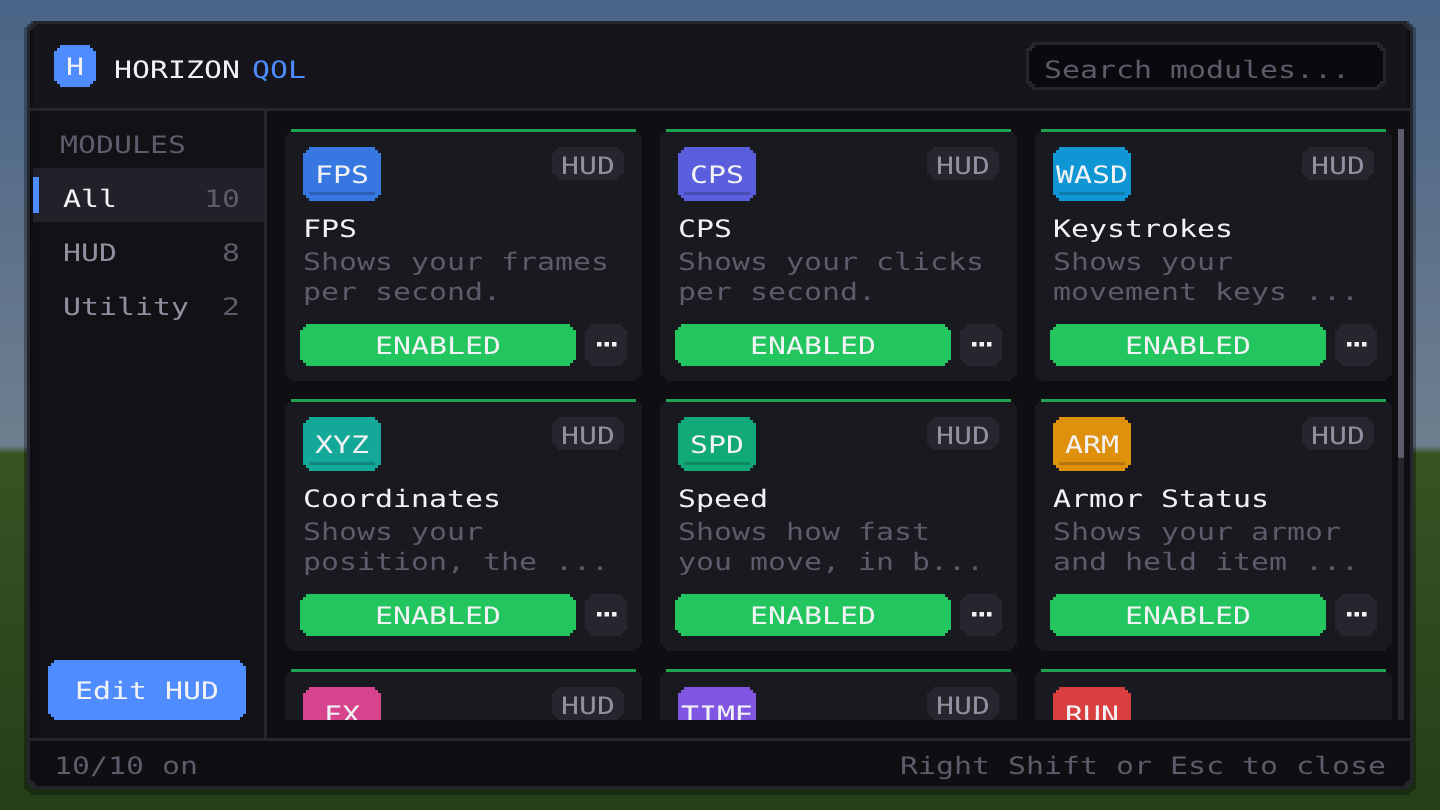 H HORIZON QOL
Search modules...
MODULES
All 10
HUD 8
Utility 2
Edit HUD
FPS HUD
FPS
Shows your frames
per second.
ENABLED ...
CPS HUD
CPS
Shows your clicks
per second.
ENABLED ...
WASD HUD
Keystrokes
Shows your
movement keys ...
ENABLED ...
XYZ HUD
Coordinates
Shows your
position, the ...
ENABLED ...
SPD HUD
Speed
Shows how fast
you move, in b...
ENABLED ...
ARM HUD
Armor Status
Shows your armor
and held item ...
ENABLED ...
FX HUD
TIME HUD
RUN
10/10 on
Right Shift or Esc to close